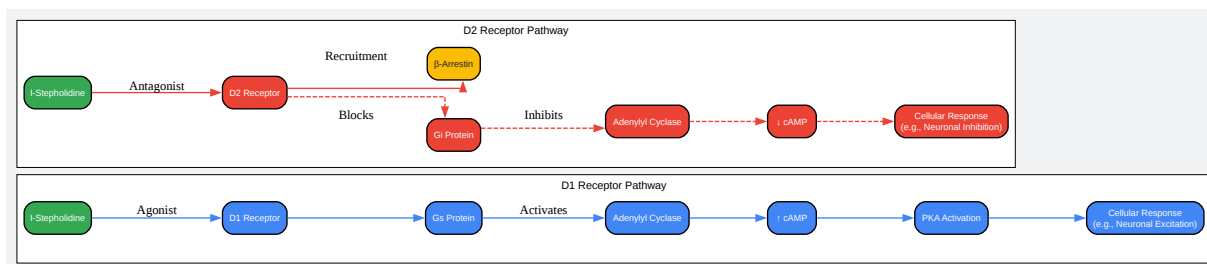 D2 Receptor Pathway
Recruitment
β-Arrestin
l-Stepholidine
Antagonist
D2 Receptor
Blocks
Gi Protein
Inhibits
Adenylyl Cyclase
↓ cAMP
Cellular Response
(e.g., Neuronal Inhibition)
D1 Receptor Pathway
l-Stepholidine
Agonist
D1 Receptor
Gs Protein
Activates
Adenylyl Cyclase
↑ cAMP
PKA Activation
Cellular Response
(e.g., Neuronal Excitation)